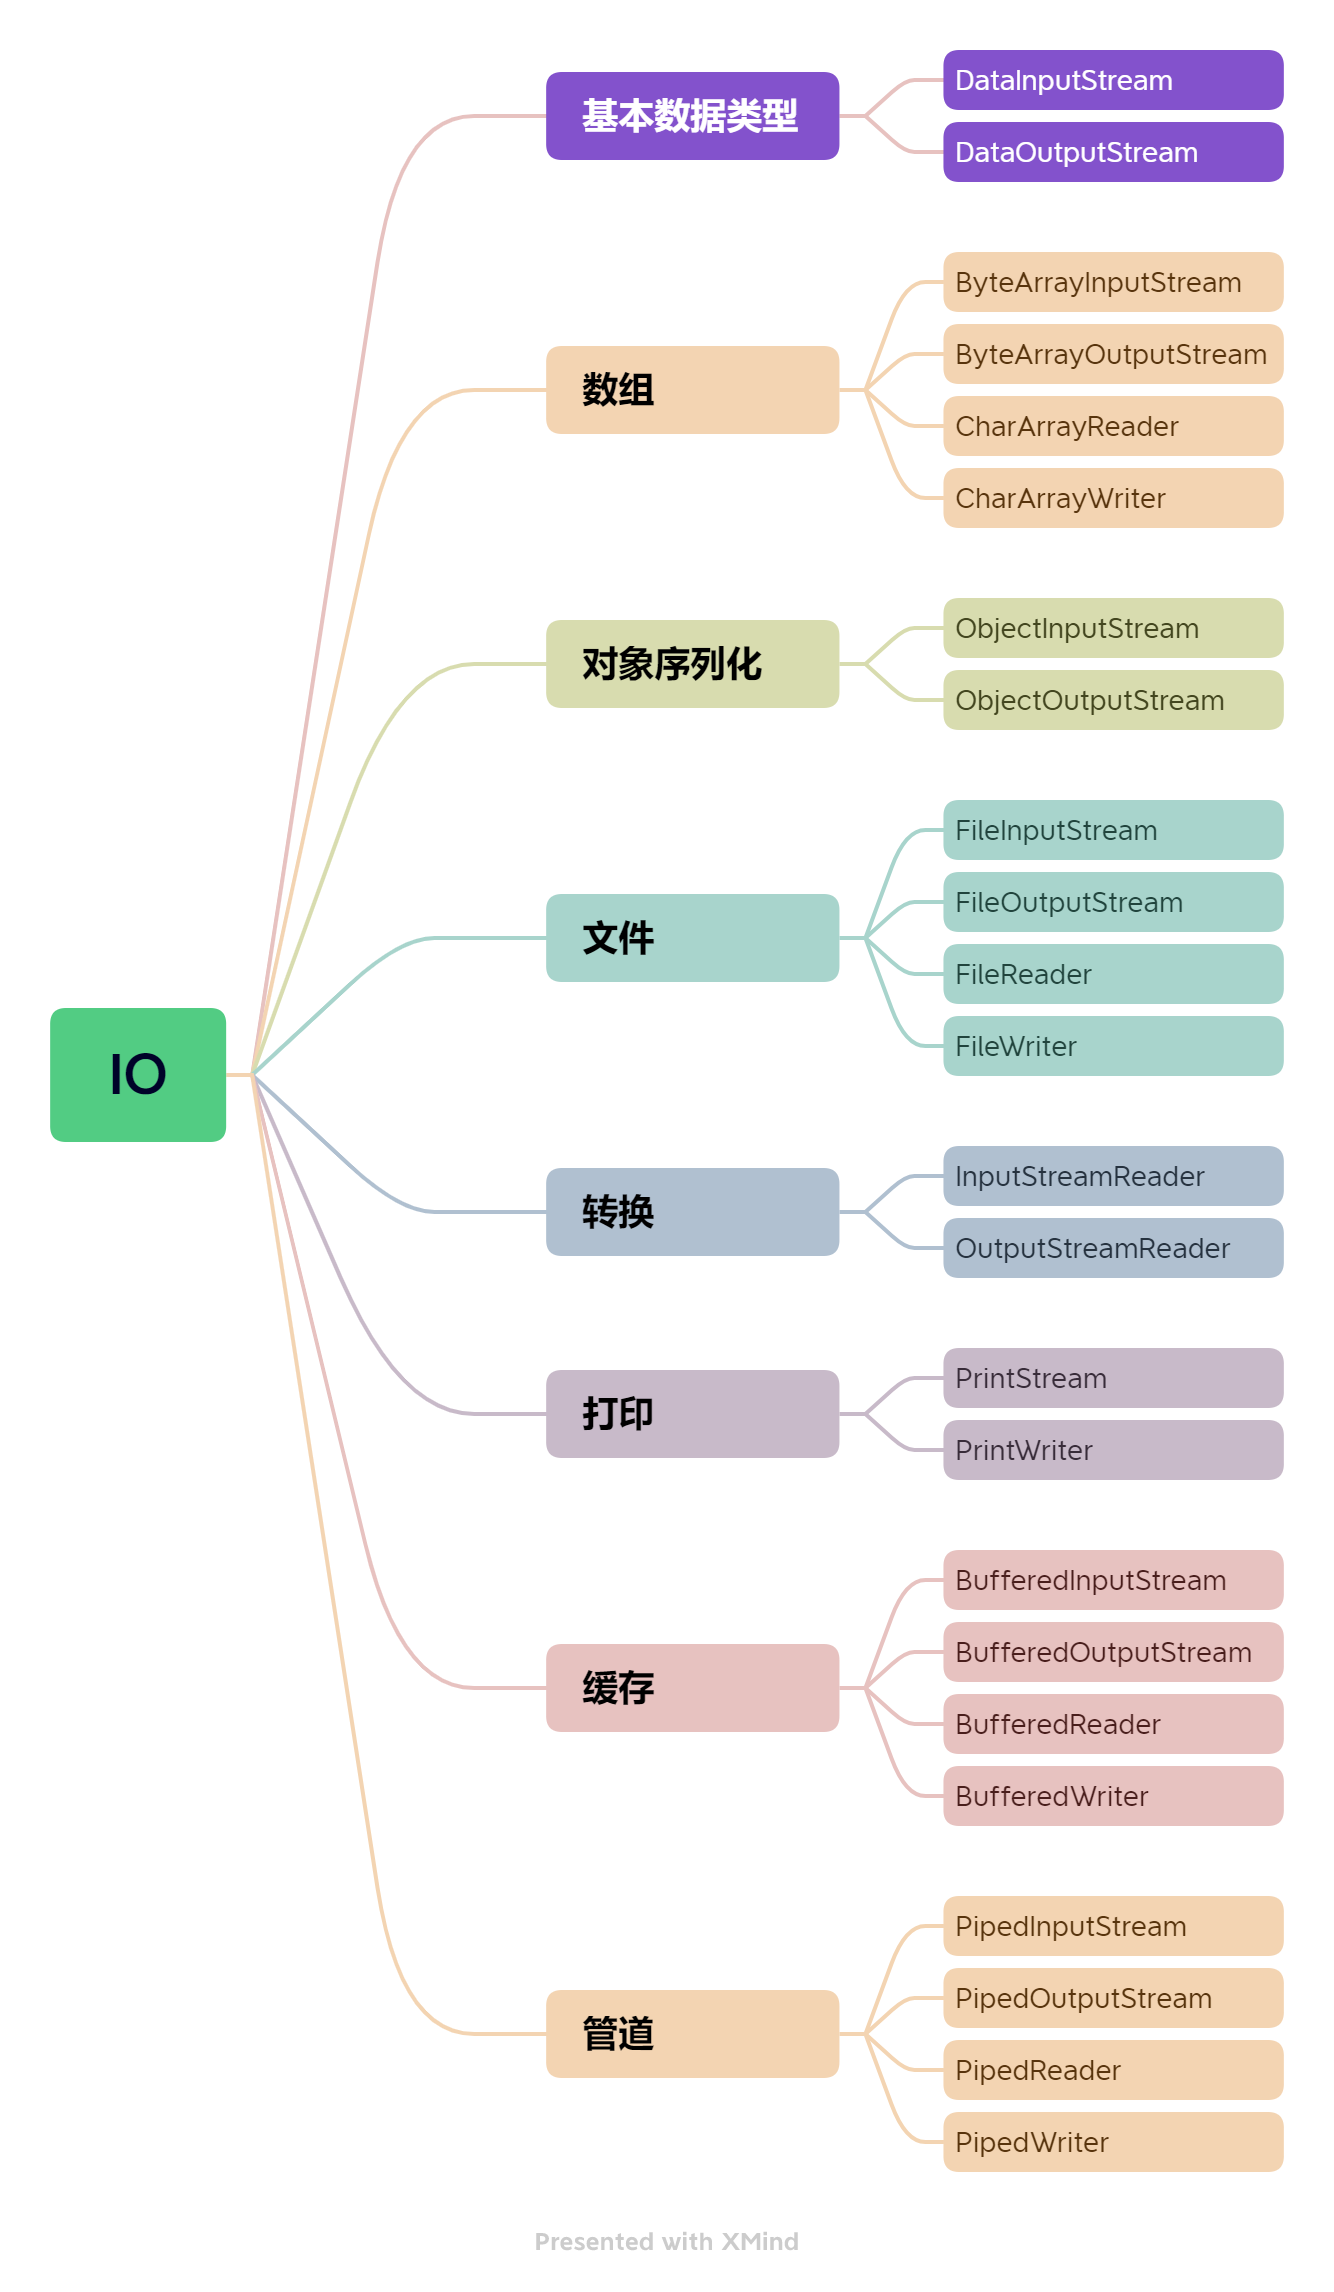 IO
基本数据类型
DataInputStream
DataOutputStream
数组
ByteArrayInputStream
ByteArrayOutputStream
CharArrayReader
CharArrayWriter
对象序列化
ObjectInputStream
ObjectOutputStream
文件
FileInputStream
FileOutputStream
FileReader
FileWriter
转换
InputStreamReader
OutputStreamReader
打印
PrintStream
PrintWriter
缓存
BufferedInputStream
BufferedOutputStream
BufferedReader
BufferedWriter
管道
PipedInputStream
PipedOutputStream
PipedReader
PipedWriter
Presented with XMind